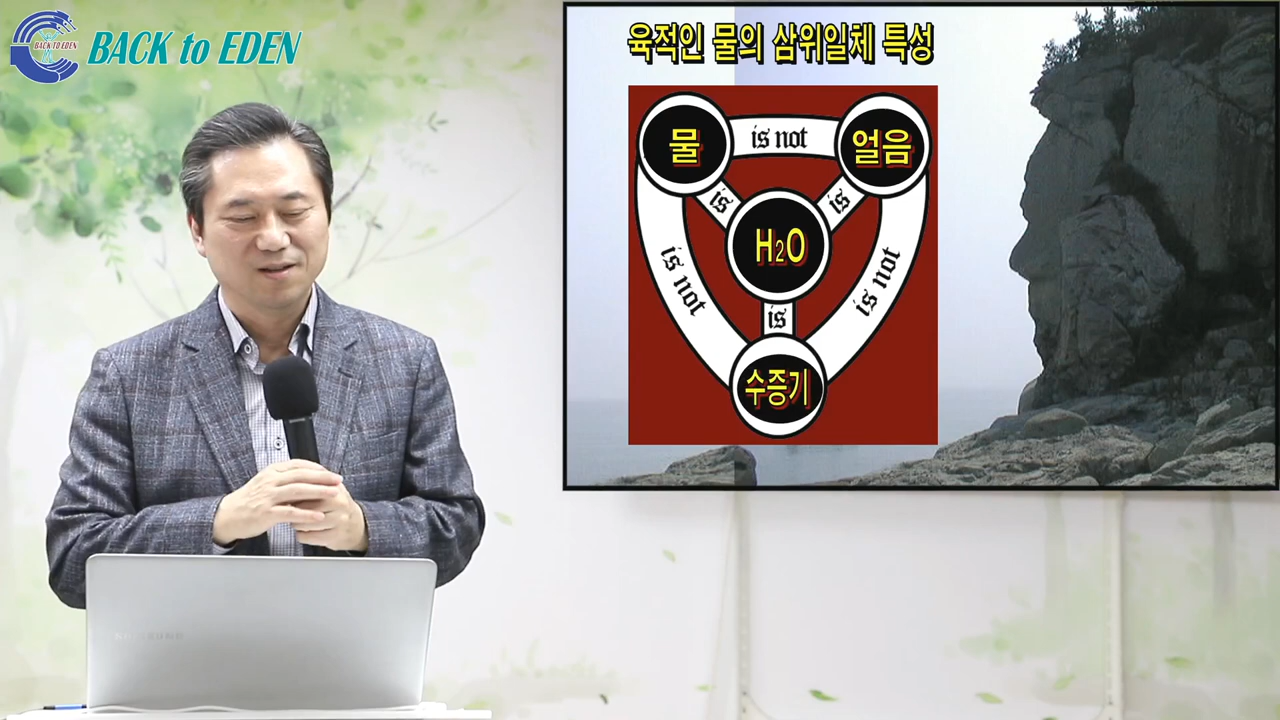 BACK TO EDEN
BACK to EDEN
육적인 물의 삼위일체 특성
물
is not
얼음
is
is
H2O
is not
is not
is
수증기